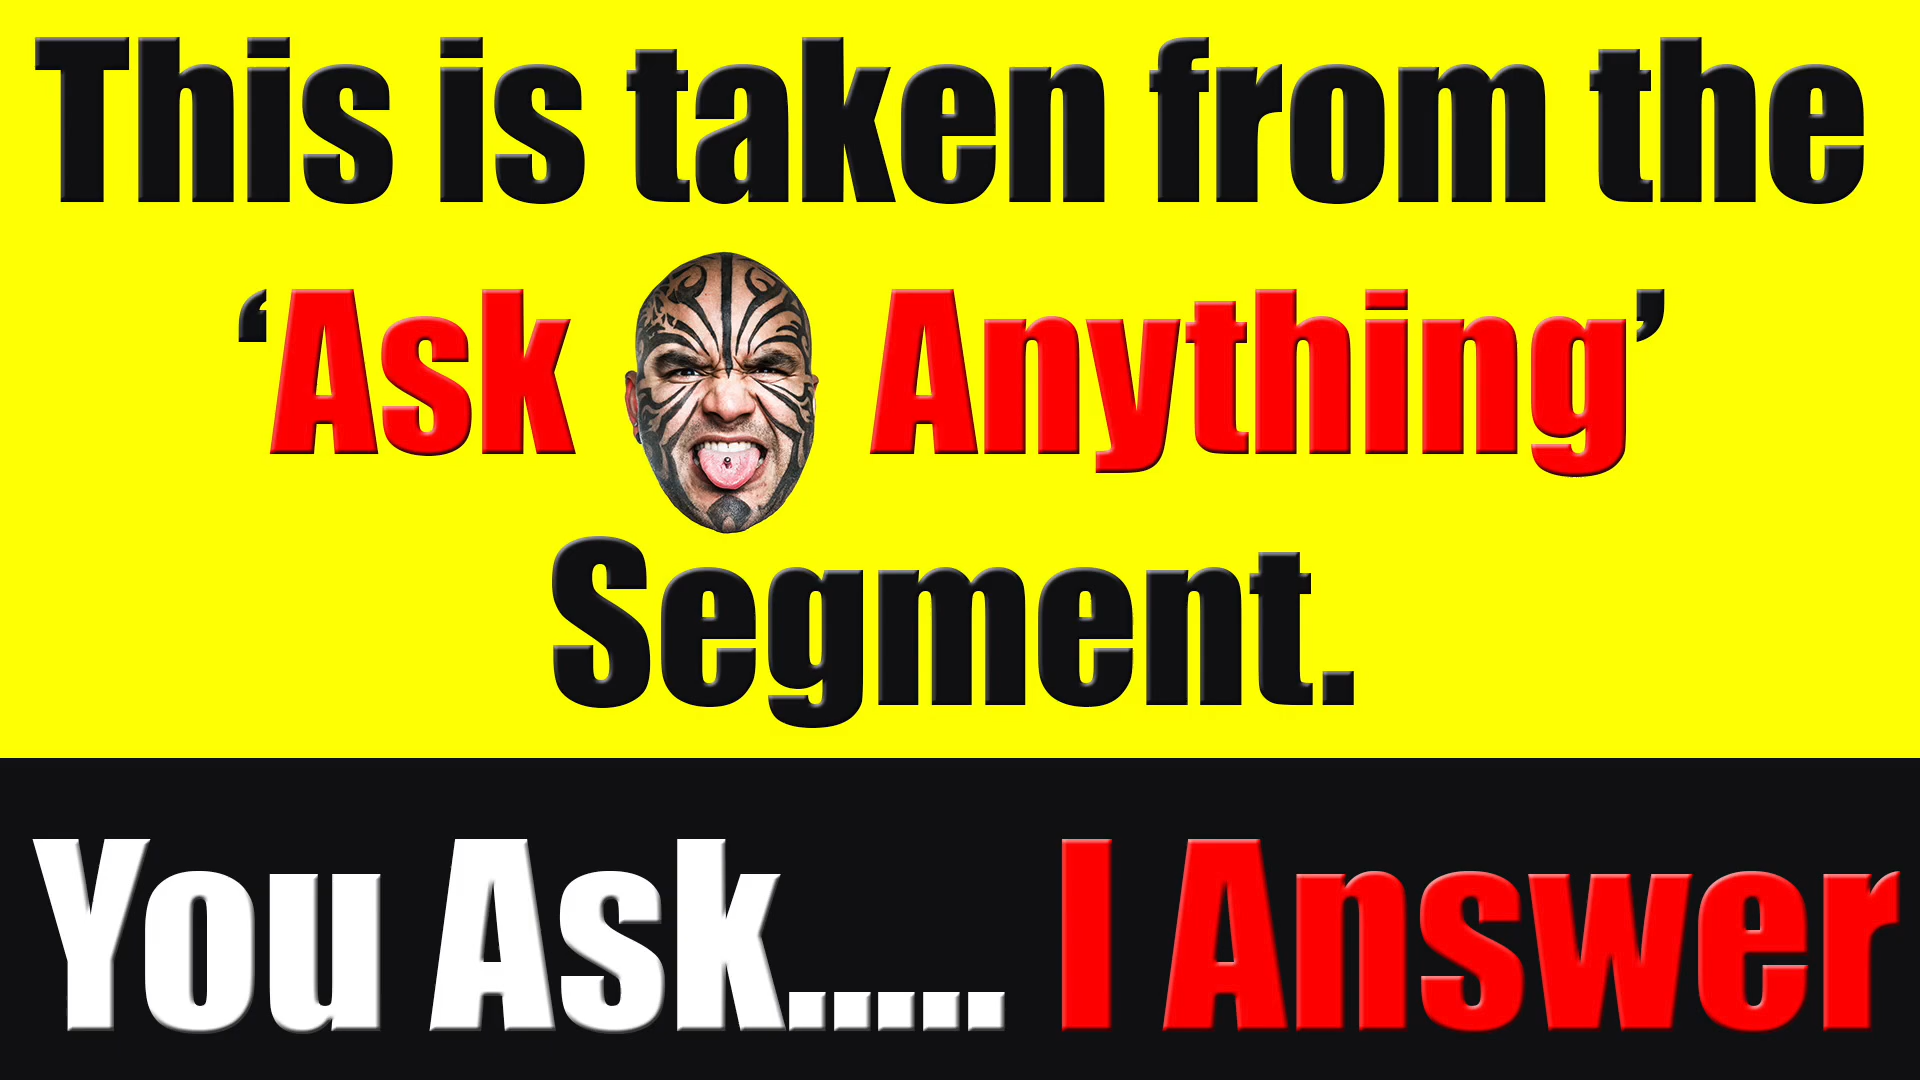 This is taken from the
‘Ask Anything’
Segment.
You Ask..... I Answer